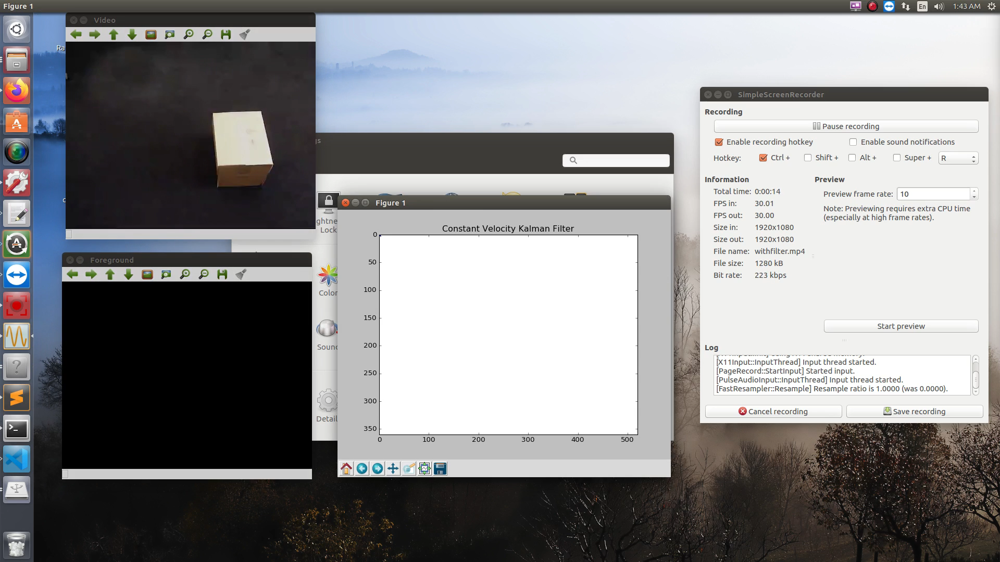 Figure 1
En
1:43 AM
Video
Ra
gs
ghtnes
Lock
Color
Sound
Detail
Foreground
Figure 1
Constant Velocity Kalman Filter
0
50
100
150
200
250
300
350
0 100 200 300 400 500
SimpleScreenRecorder
Recording
Pause recording
Enable recording hotkey Enable sound notifications
Hotkey: Ctrl + Shift + Alt + Super + R
Information
Total time: 0:00:14
FPS in: 30.01
FPS out: 30.00
Size in: 1920x1080
Size out: 1920x1080
File name: withfilter.mp4
File size: 1280 kB
Bit rate: 223 kbps
Preview
Preview frame rate: 10
Note: Previewing requires extra CPU time
(especially at high frame rates).
Start preview
Log
[X11Input::InputThread] Input thread started.
[PageRecord::StartInput] Started input.
[PulseAudioInput::InputThread] Input thread started.
[FastResampler::Resample] Resample ratio is 1.0000 (was 0.0000).
Cancel recording
Save recording